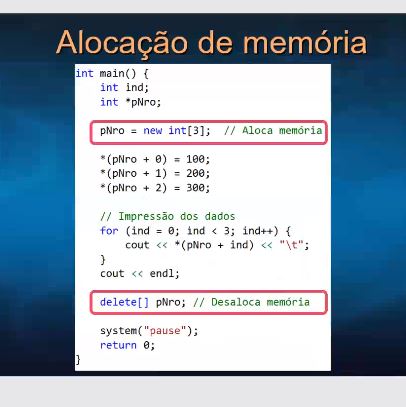 Alocação de memória
int main() {
int ind;
int *pNro;
pNro = new int[3];  // Aloca memória
*(pNro + 0) = 100;
*(pNro + 1) = 200;
*(pNro + 2) = 300;
// Impressão dos dados
for (ind = 0; ind < 3; ind++) {
cout << *(pNro + ind) << "\t";
}
cout << endl;
delete[] pNro; // Desaloca memória
system("pause");
return 0;
}